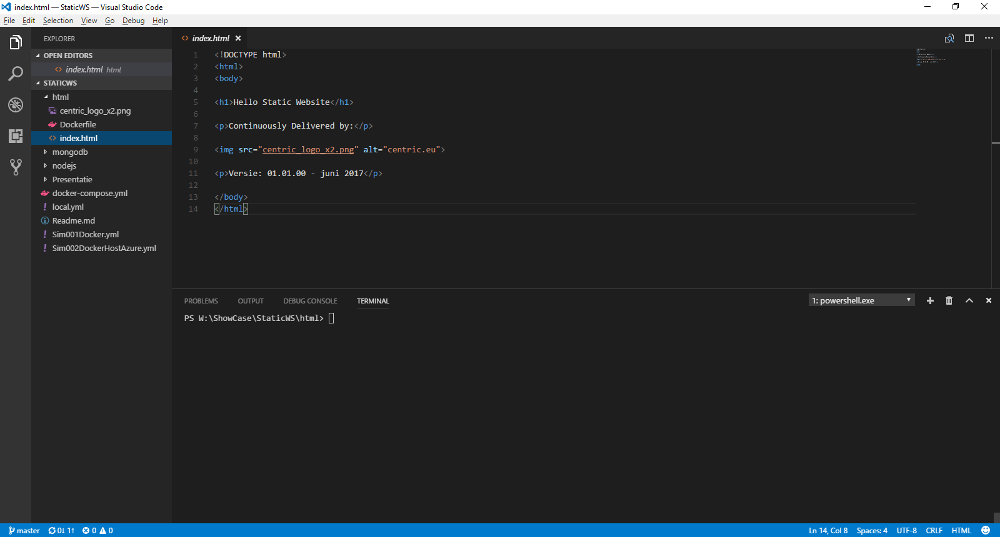 index.html — StaticWS — Visual Studio Code
File Edit Selection View Go Debug Help
EXPLORER
OPEN EDITORS
index.html html
STATICWS
html
centric_logo_x2.png
Dockerfile
index.html
mongodb
nodejs
Presentatie
docker-compose.yml
! local.yml
Readme.md
! Sim001Docker.yml
! Sim002DockerHostAzure.yml
index.html
1 <!DOCTYPE html>
2 <html>
3 <body>
4
5 <h1>Hello Static Website</h1>
6
7 <p>Continuously Delivered by:</p>
8
9 <img src="centric_logo_x2.png" alt="centric.eu">
10
11 <p>Versie: 01.01.00 - juni 2017</p>
12
13 </body>
14 </html>
PROBLEMS OUTPUT DEBUG CONSOLE TERMINAL 1: powershell.exe
PS W:\ShowCase\StaticWS\html>
master 0↓ 1↑ 0 0 Ln 14, Col 8 Spaces: 4 UTF-8 CRLF HTML